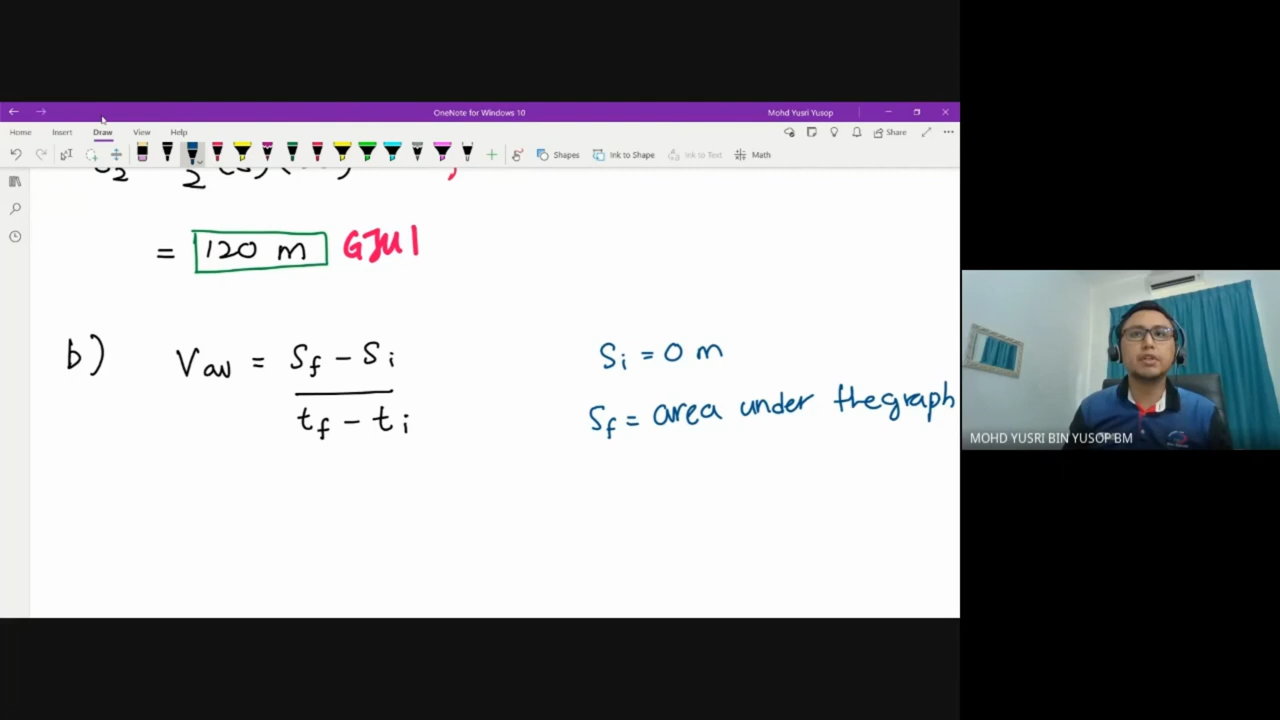 OneNote for Windows 10
Mohd Yusri Yusop
Home Insert Draw View Help
Share
Shapes Ink to Shape Ink to Text Math
= 120 m GJU1
b) Vav = Sf - Si
tf - ti
Si = 0 m
Sf = area under the graph
MOHD YUSRI BIN YUSOP BM